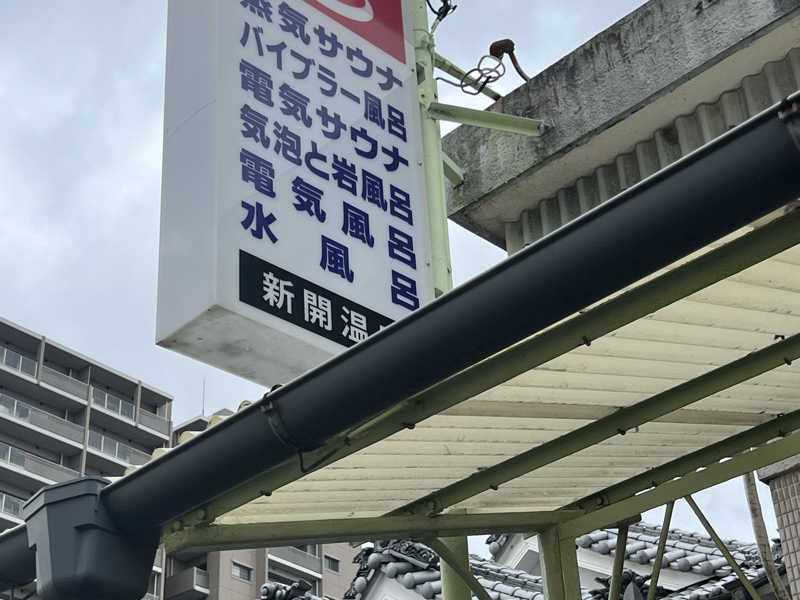 蒸気サウナ
バイブラー風呂
電気サウナ
気泡と岩風呂
電気風呂
水風呂
新開温